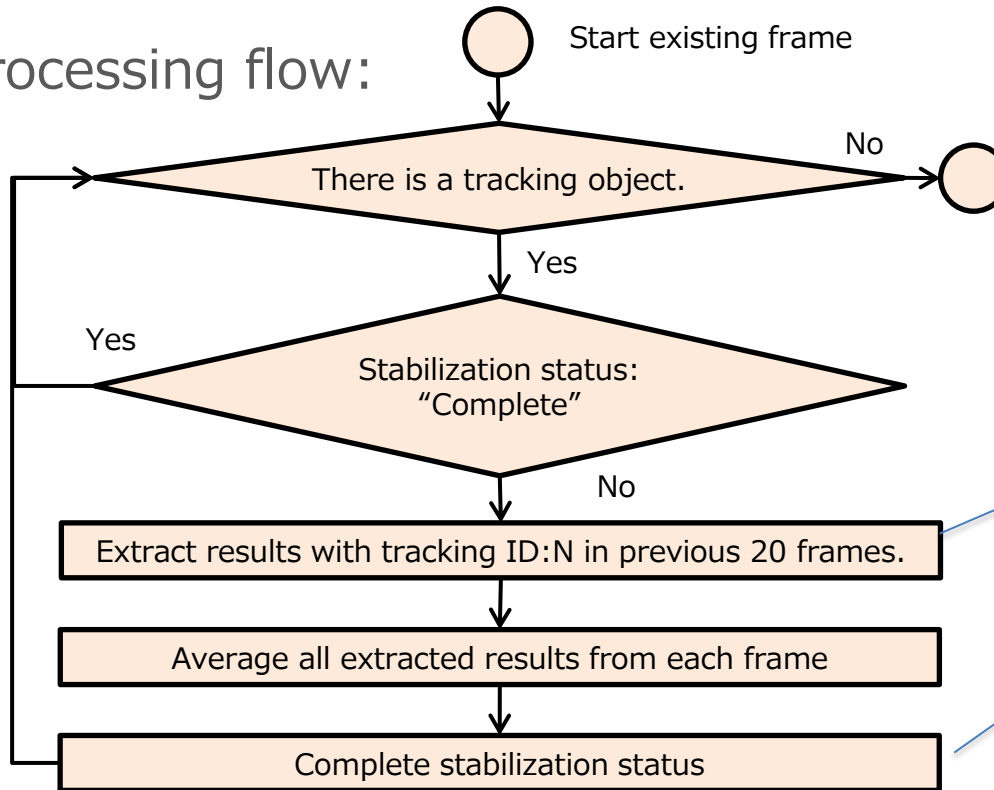 rocessing flow:
Start existing frame
No
There is a tracking object.
Yes
Yes
Stabilization status:
“Complete”
No
Extract results with tracking ID:N in previous 20 frames.
Average all extracted results from each frame
Complete stabilization status